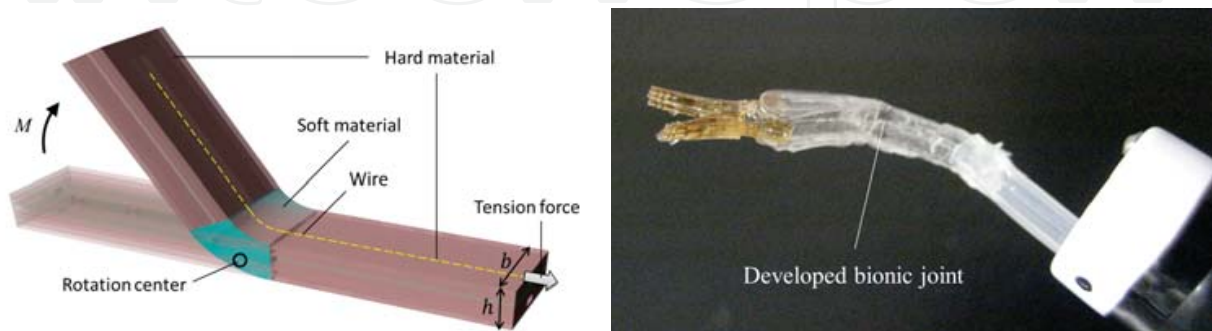 Hard material
M
Soft material
Wire
Tension force
b
Rotation center
h
Developed bionic joint